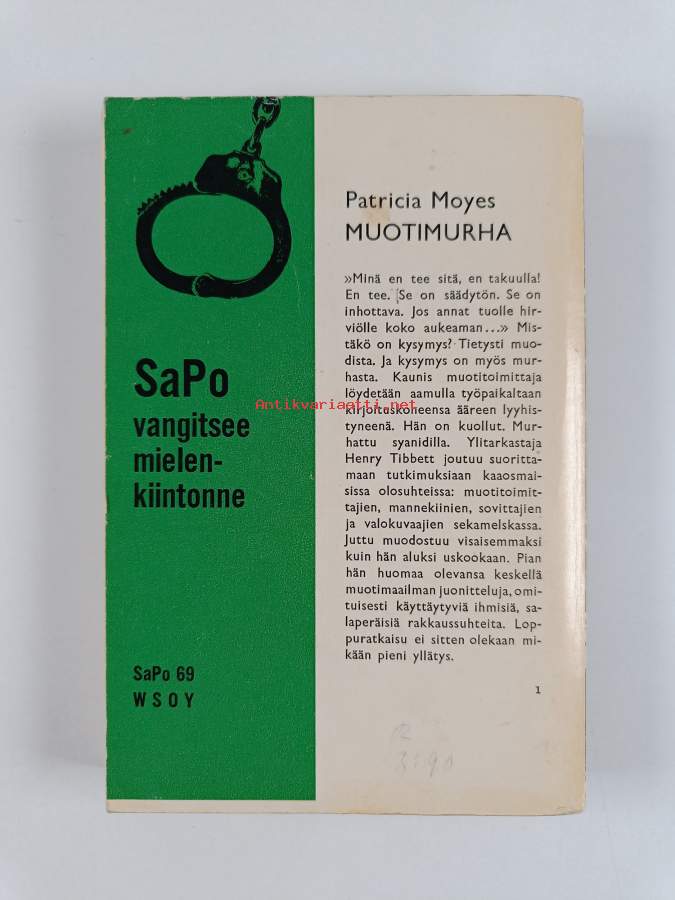 SaPo
vangitsee
mielen-
kiintonne
SaPo 69
WSOY
Patricia Moyes
MUOTIMURHA
»Minä en tee sitä, en takuulla!
En tee. Se on säädytön. Se on
inhottava. Jos annat tuolle hir-
viölle koko aukeaman...» Mis-
täkö on kysymys? Tietysti muo-
dista. Ja kysymys on myös mur-
hasta. Kaunis muotitoimittaja
löydetään aamulla työpaikaltaan
kirjoituskoneensa ääreen lyyhis-
tyneenä. Hän on kuollut. Mur-
hattu syanidilla. Ylitarkastaja
Henry Tibbett joutuu suoritta-
maan tutkimuksiaan kaaosmai-
sissa olosuhteissa: muotitoimit-
tajien, mannekiinien, sovittajien
ja valokuvaajien sekamelskassa.
Juttu muodostuu visaisemmaksi
kuin hän aluksi uskookaan. Pian
hän huomaa olevansa keskellä
muotimaailman juonitteluja, omi-
tuisesti käyttäytyviä ihmisiä, sa-
laperäisiä rakkaussuhteita. Lop-
puratkaisu ei sitten olekaan mi-
kään pieni yllätys.
1
Antikvariaatti.net